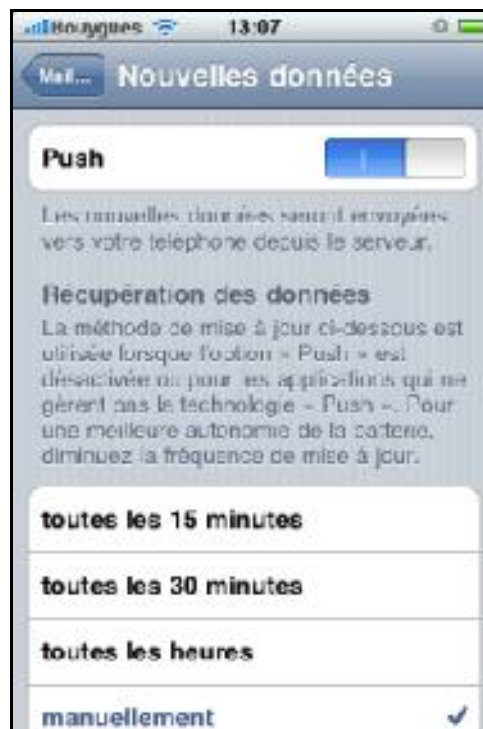 Bouygues 13:07
Mail... Nouvelles données
Push
Les nouvelles données seront envoyées
vers votre téléphone depuis le serveur.
Récupération des données
La méthode de mise à jour ci-dessous est
utilisée lorsque l'option « Push » est
désactivée ou pour les applications qui ne
gèrent pas la technologie « Push ». Pour
une meilleure autonomie de la batterie,
diminuez la fréquence de mise à jour.
toutes les 15 minutes
toutes les 30 minutes
toutes les heures
manuellement